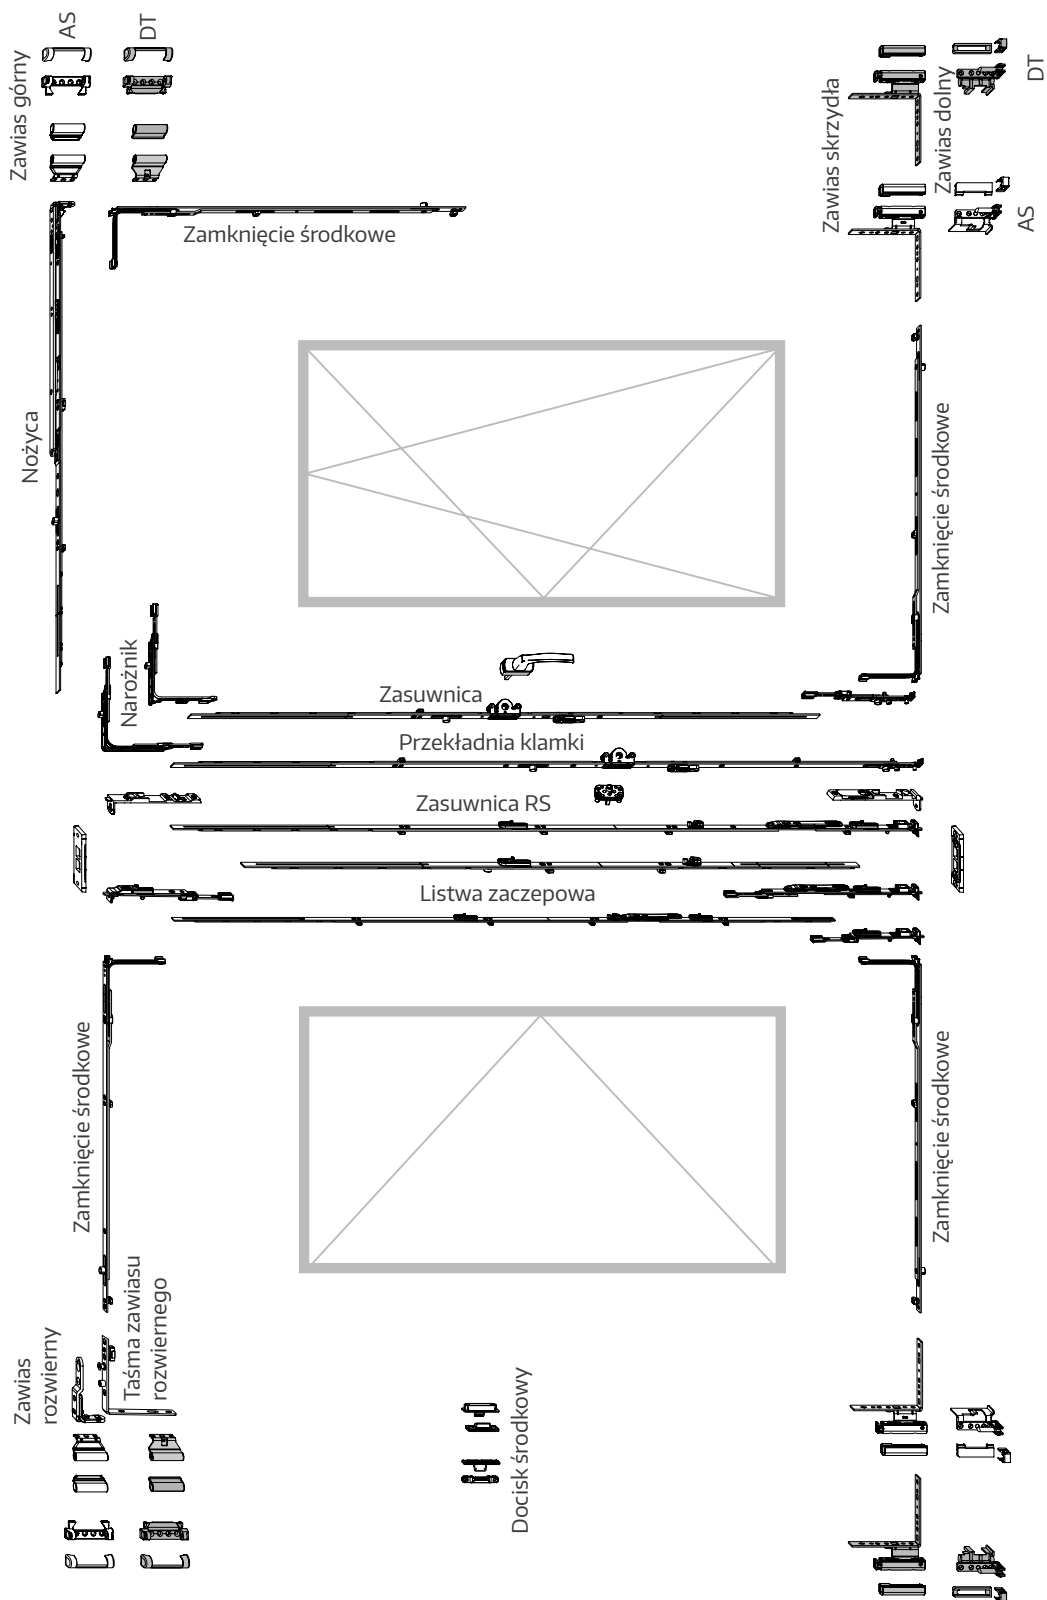 AS
DT
Zawias górny
Zamknięcie środkowe
Zawias skrzydła
Zawias dolny
DT
AS
Nożyca
Zamknięcie środkowe
Narożnik
Zasuwnica
Przekładnia klamki
Zasuwnica RS
Listwa zaczepowa
Zamknięcie środkowe
Zamknięcie środkowe
Zawias
rozwierny
Taśma zawiasu
rozwiernego
Docisk środkowy